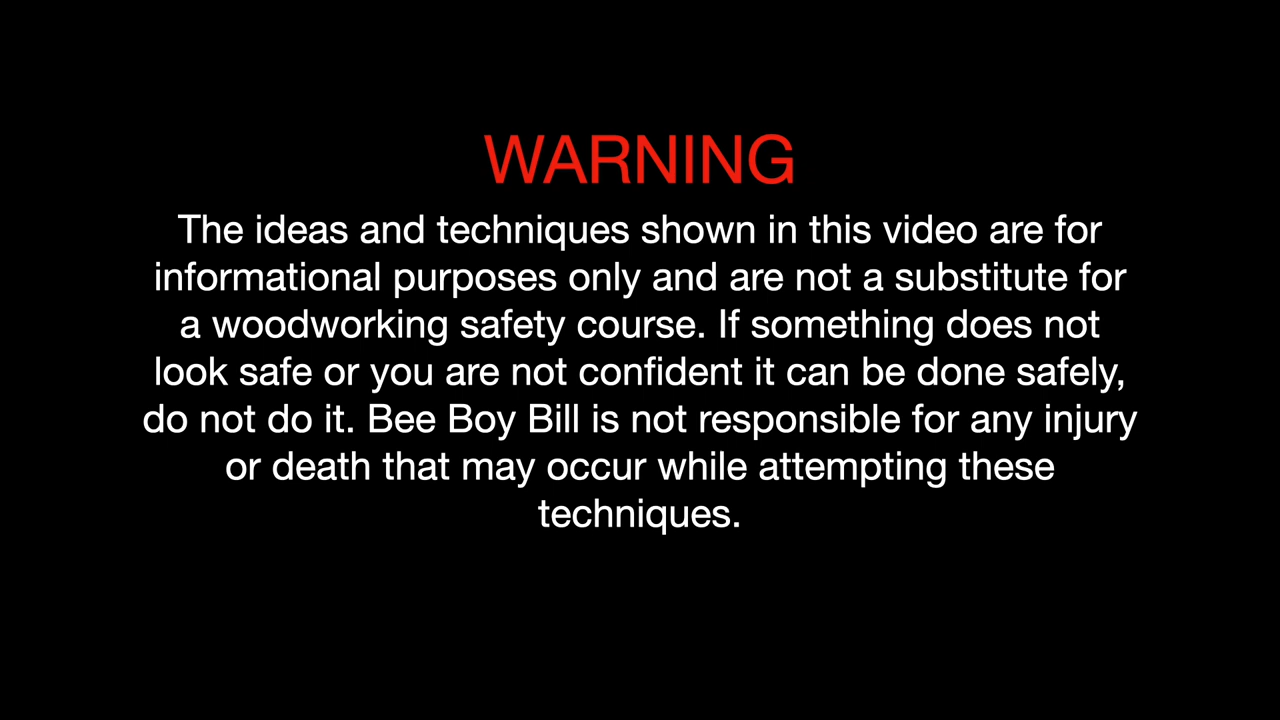 WARNING
The ideas and techniques shown in this video are for
informational purposes only and are not a substitute for
a woodworking safety course. If something does not
look safe or you are not confident it can be done safely,
do not do it. Bee Boy Bill is not responsible for any injury
or death that may occur while attempting these
techniques.